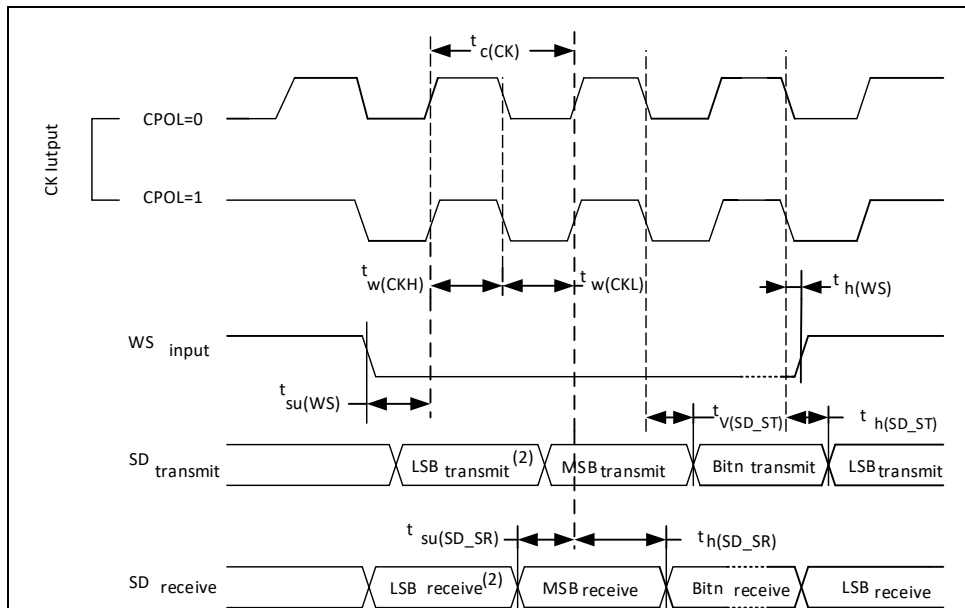 t c(CK)
CK Iutput
CPOL=0
CPOL=1
t w(CKH)
t w(CKL)
t h(WS)
WS input
t su(WS)
t V(SD_ST)
t h(SD_ST)
SD transmit
LSB transmit (2)
MSB transmit
Bitn transmit
LSB transmit
t su(SD_SR)
t h(SD_SR)
SD receive
LSB receive (2)
MSB receive
Bitn receive
LSB receive